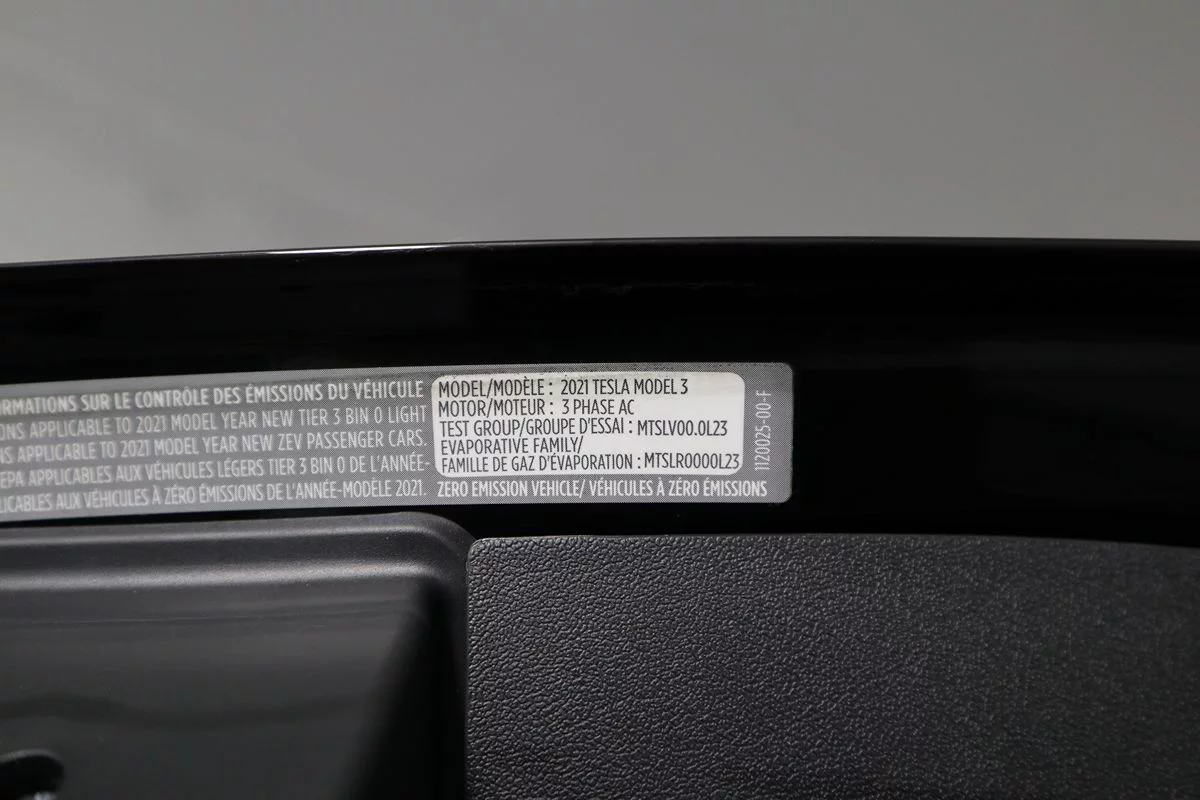 ORMATIONS SUR LE CONTRÔLE DES ÉMISSIONS DU VÉHICULE
ONS APPLICABLE TO 2021 MODEL YEAR NEW TIER 3 BIN 0 LIGHT
NS APPLICABLE TO 2021 MODEL YEAR NEW ZEV PASSENGER CARS.
EPA APPLICABLES AUX VÉHICULES LÉGERS TIER 3 BIN 0 DE L'ANNÉE-
LICABLES AUX VÉHICULES À ZÉRO ÉMISSIONS DE L'ANNÉE-MODÈLE 2021.
MODEL/MODÈLE : 2021 TESLA MODEL 3
MOTOR/MOTEUR : 3 PHASE AC
TEST GROUP/GROUPE D'ESSAI : MTSLV00.0L23
EVAPORATIVE FAMILY/
FAMILLE DE GAZ D'ÉVAPORATION : MTSLR0000L23
ZERO EMISSION VEHICLE/ VÉHICULES À ZÉRO ÉMISSIONS
1120025-00-F